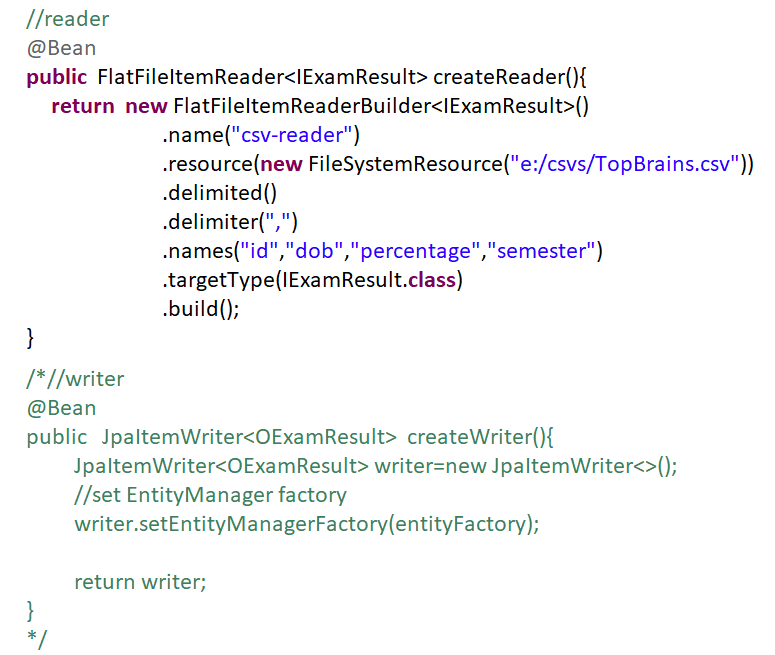 //reader
@Bean
public FlatFileItemReader<IExamResult> createReader(){
return new FlatFileItemReaderBuilder<IExamResult>()
.name("csv-reader")
.resource(new FileSystemResource("e:/csvs/TopBrains.csv"))
.delimited()
.delimiter(",")
.names("id","dob","percentage","semester")
.targetType(IExamResult.class)
.build();
}
/*//writer
@Bean
public JpaItemWriter<OExamResult> createWriter(){
JpaItemWriter<OExamResult> writer=new JpaItemWriter<>();
//set EntityManager factory
writer.setEntityManagerFactory(entityFactory);
return writer;
}
*/